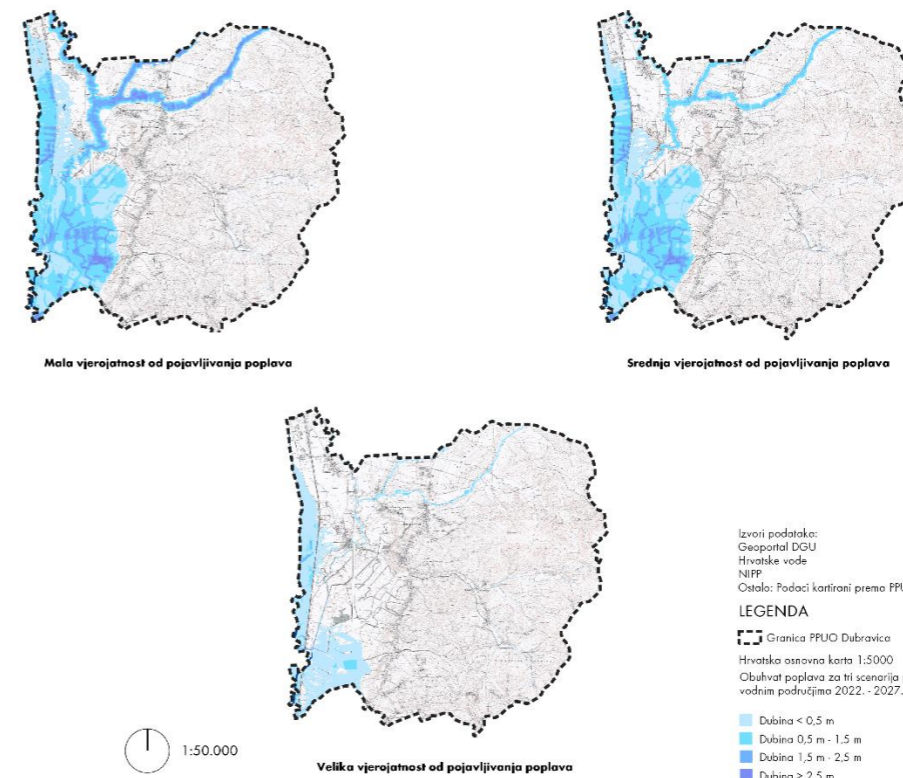 Mala vjerojatnost od pojavljivanja poplava
Srednja vjerojatnost od pojavljivanja poplava
Velika vjerojatnost od pojavljivanja poplava
1:50.000
Izvori podataka:
Geoportal DGU
Hrvatske vode
NIPP
Ostalo: Podaci kartirani prema PPU
LEGENDA
Granica PPUO Dubravica
Hrvatska osnovna karta 1:5000
Obuhvat poplava za tri scenarija
vodnim područjima 2022. - 2027.
Dubina < 0,5 m
Dubina 0,5 m - 1,5 m
Dubina 1,5 m - 2,5 m
Dubina > 2,5 m